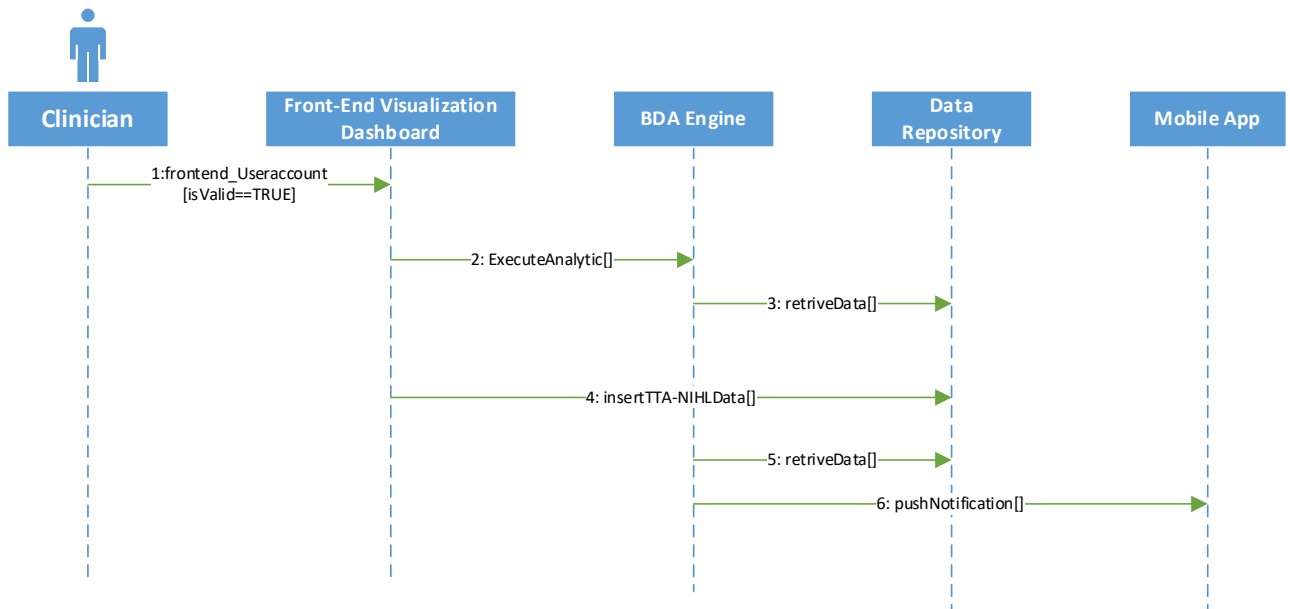 Clinician
Front-End Visualization
Dashboard
BDA Engine
Data
Repository
Mobile App
1:frontend_Useraccount
[isValid==TRUE]
2: ExecuteAnalytic[]
3: retriveData[]
4: insertTTA-NIHLData[]
5: retriveData[]
6: pushNotification[]